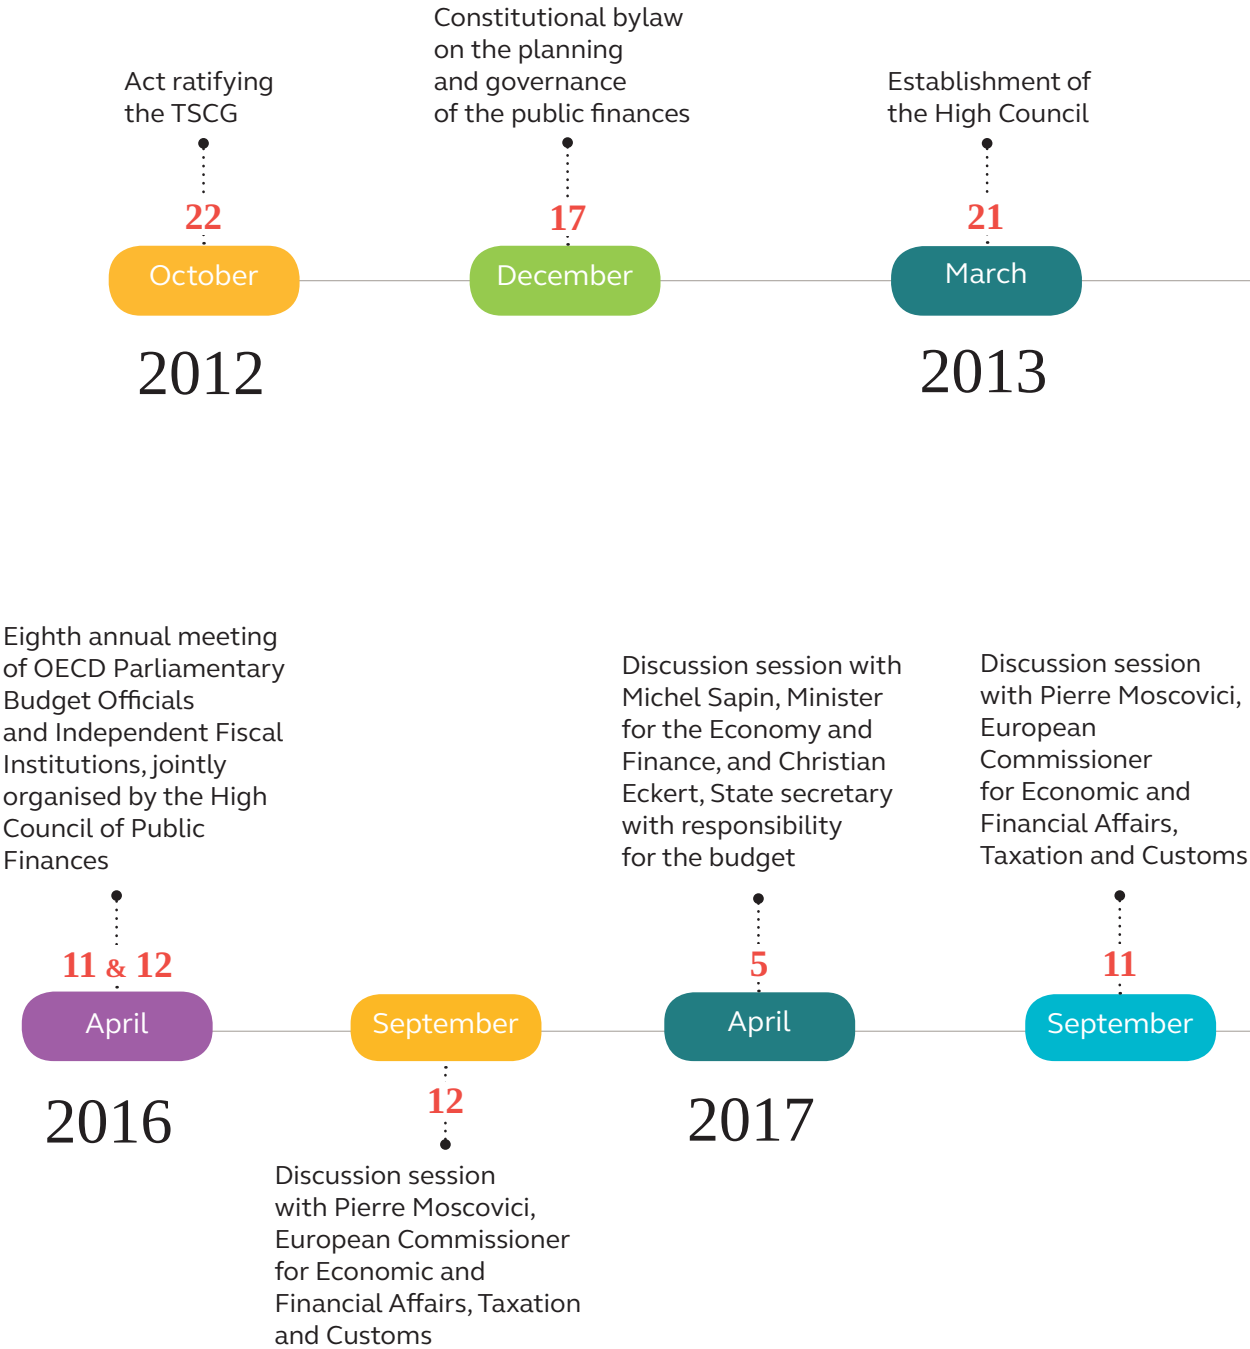 Act ratifying
the TSCG
22
October
2012
Constitutional bylaw
on the planning
and governance
of the public finances
17
December
Establishment of
the High Council
21
March
2013
Eighth annual meeting
of OECD Parliamentary
Budget Officials
and Independent Fiscal
Institutions, jointly
organised by the High
Council of Public
Finances
11 & 12
April
2016
September
12
Discussion session
with Pierre Moscovici,
European Commissioner
for Economic and
Financial Affairs, Taxation
and Customs
Discussion session with
Michel Sapin, Minister
for the Economy and
Finance, and Christian
Eckert, State secretary
with responsibility
for the budget
5
April
2017
Discussion session
with Pierre Moscovici,
European
Commissioner
for Economic and
Financial Affairs,
Taxation and Customs
11
September